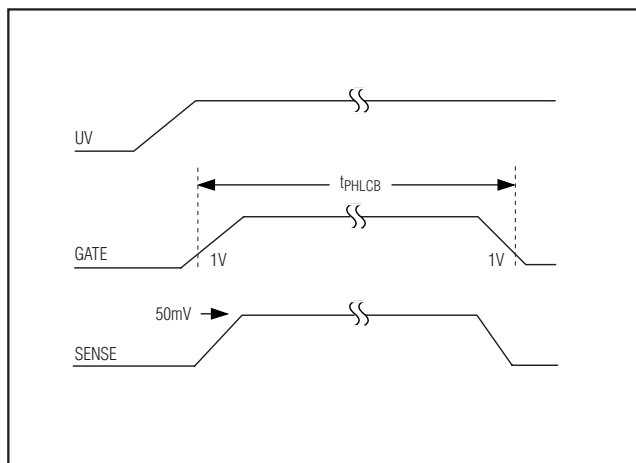 UV
tPHLCB
GATE
1V 1V
50mV
SENSE